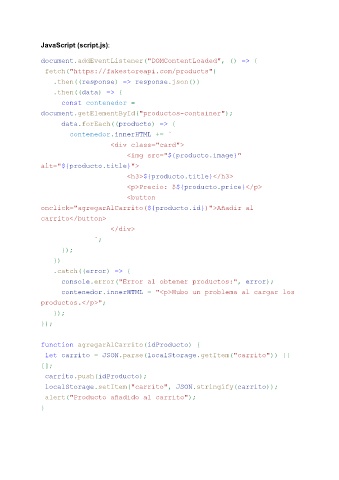 JavaScript (script.js):
document.addEventListener("DOMContentLoaded", () => {
fetch("https://fakestoreapi.com/products")
.then((response) => response.json())
.then((data) => {
const contenedor =
document.getElementById("productos-container");
data.forEach((producto) => {
contenedor.innerHTML += `
<div class="card">
<img src="${producto.image}"
alt="${producto.title}">
<h3>${producto.title}</h3>
<p>Precio: $${producto.price}</p>
<button
onclick="agregarAlCarrito(${producto.id})">Añadir al
carrito</button>
</div>
`;
});
})
.catch((error) => {
console.error("Error al obtener productos:", error);
contenedor.innerHTML = "<p>Hubo un problema al cargar los
productos.</p>";
});
});
function agregarAlCarrito(idProducto) {
let carrito = JSON.parse(localStorage.getItem("carrito")) ||
[];
carrito.push(idProducto);
localStorage.setItem("carrito", JSON.stringify(carrito));
alert("Producto añadido al carrito");
}